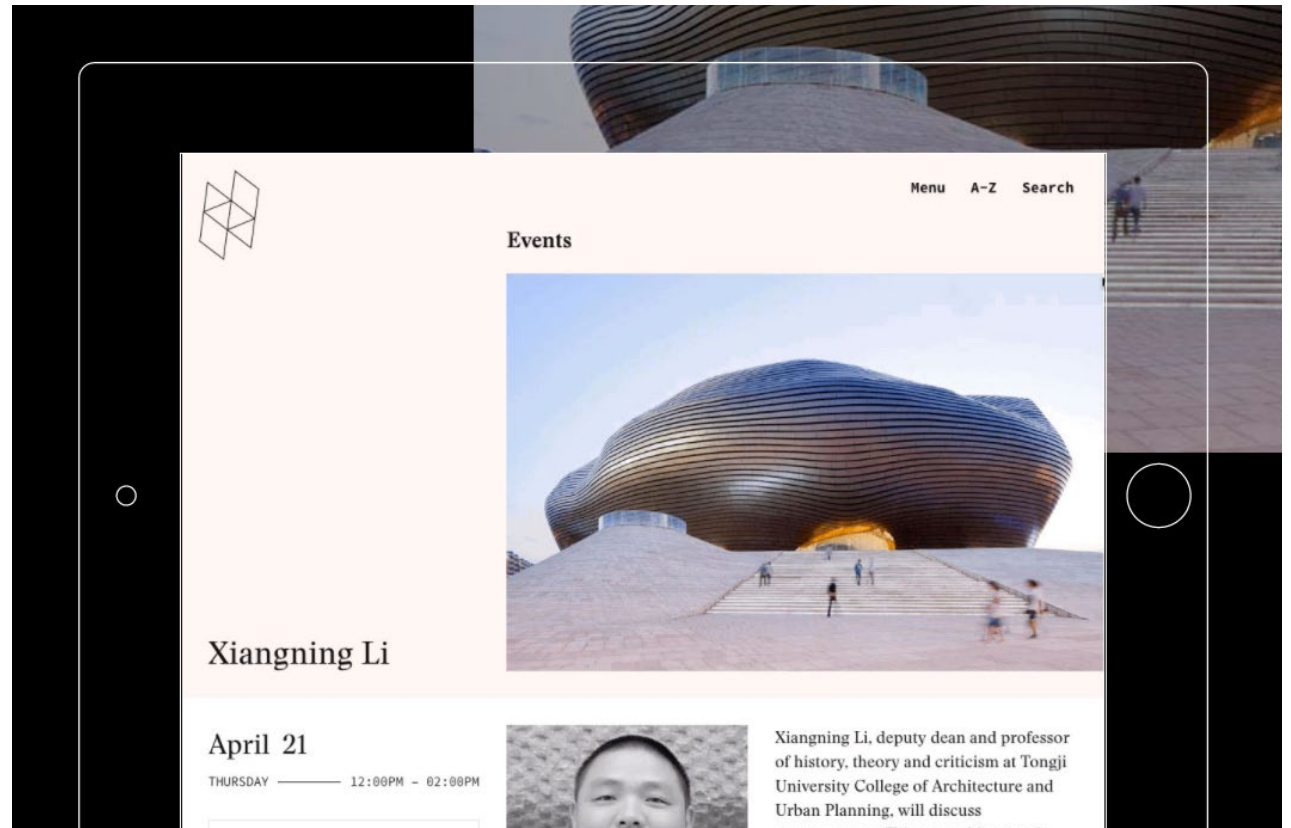 Menu A-Z Search
Events
Xiangning Li
April 21
THURSDAY 12:00PM - 02:00PM
Xiangning Li, deputy dean and professor
of history, theory and criticism at Tongji
University College of Architecture and
Urban Planning, will discuss